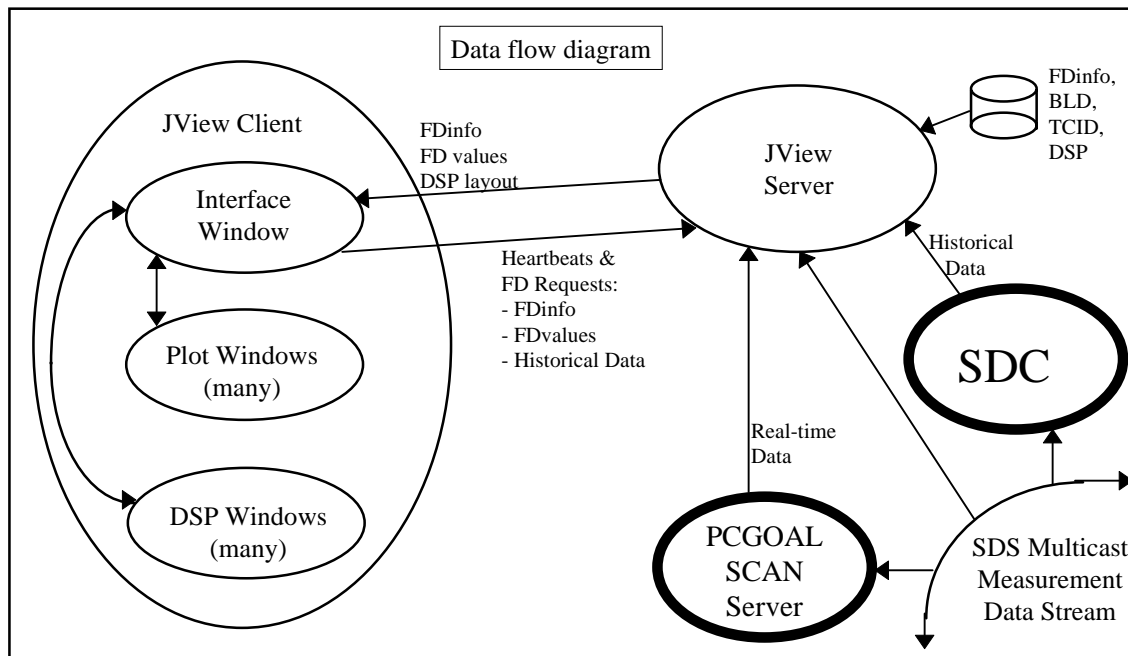 Data flow diagram
JView Client
Interface
Window
Plot Windows
(many)
DSP Windows
(many)
FDinfo
FD values
DSP layout
Heartbeats &
FD Requests:
- FDinfo
- FDvalues
- Historical Data
JView
Server
FDinfo,
BLD,
TCID,
DSP
Historical
Data
SDC
Real-time
Data
PCGOAL
SCAN
Server
SDS Multicast
Measurement
Data Stream